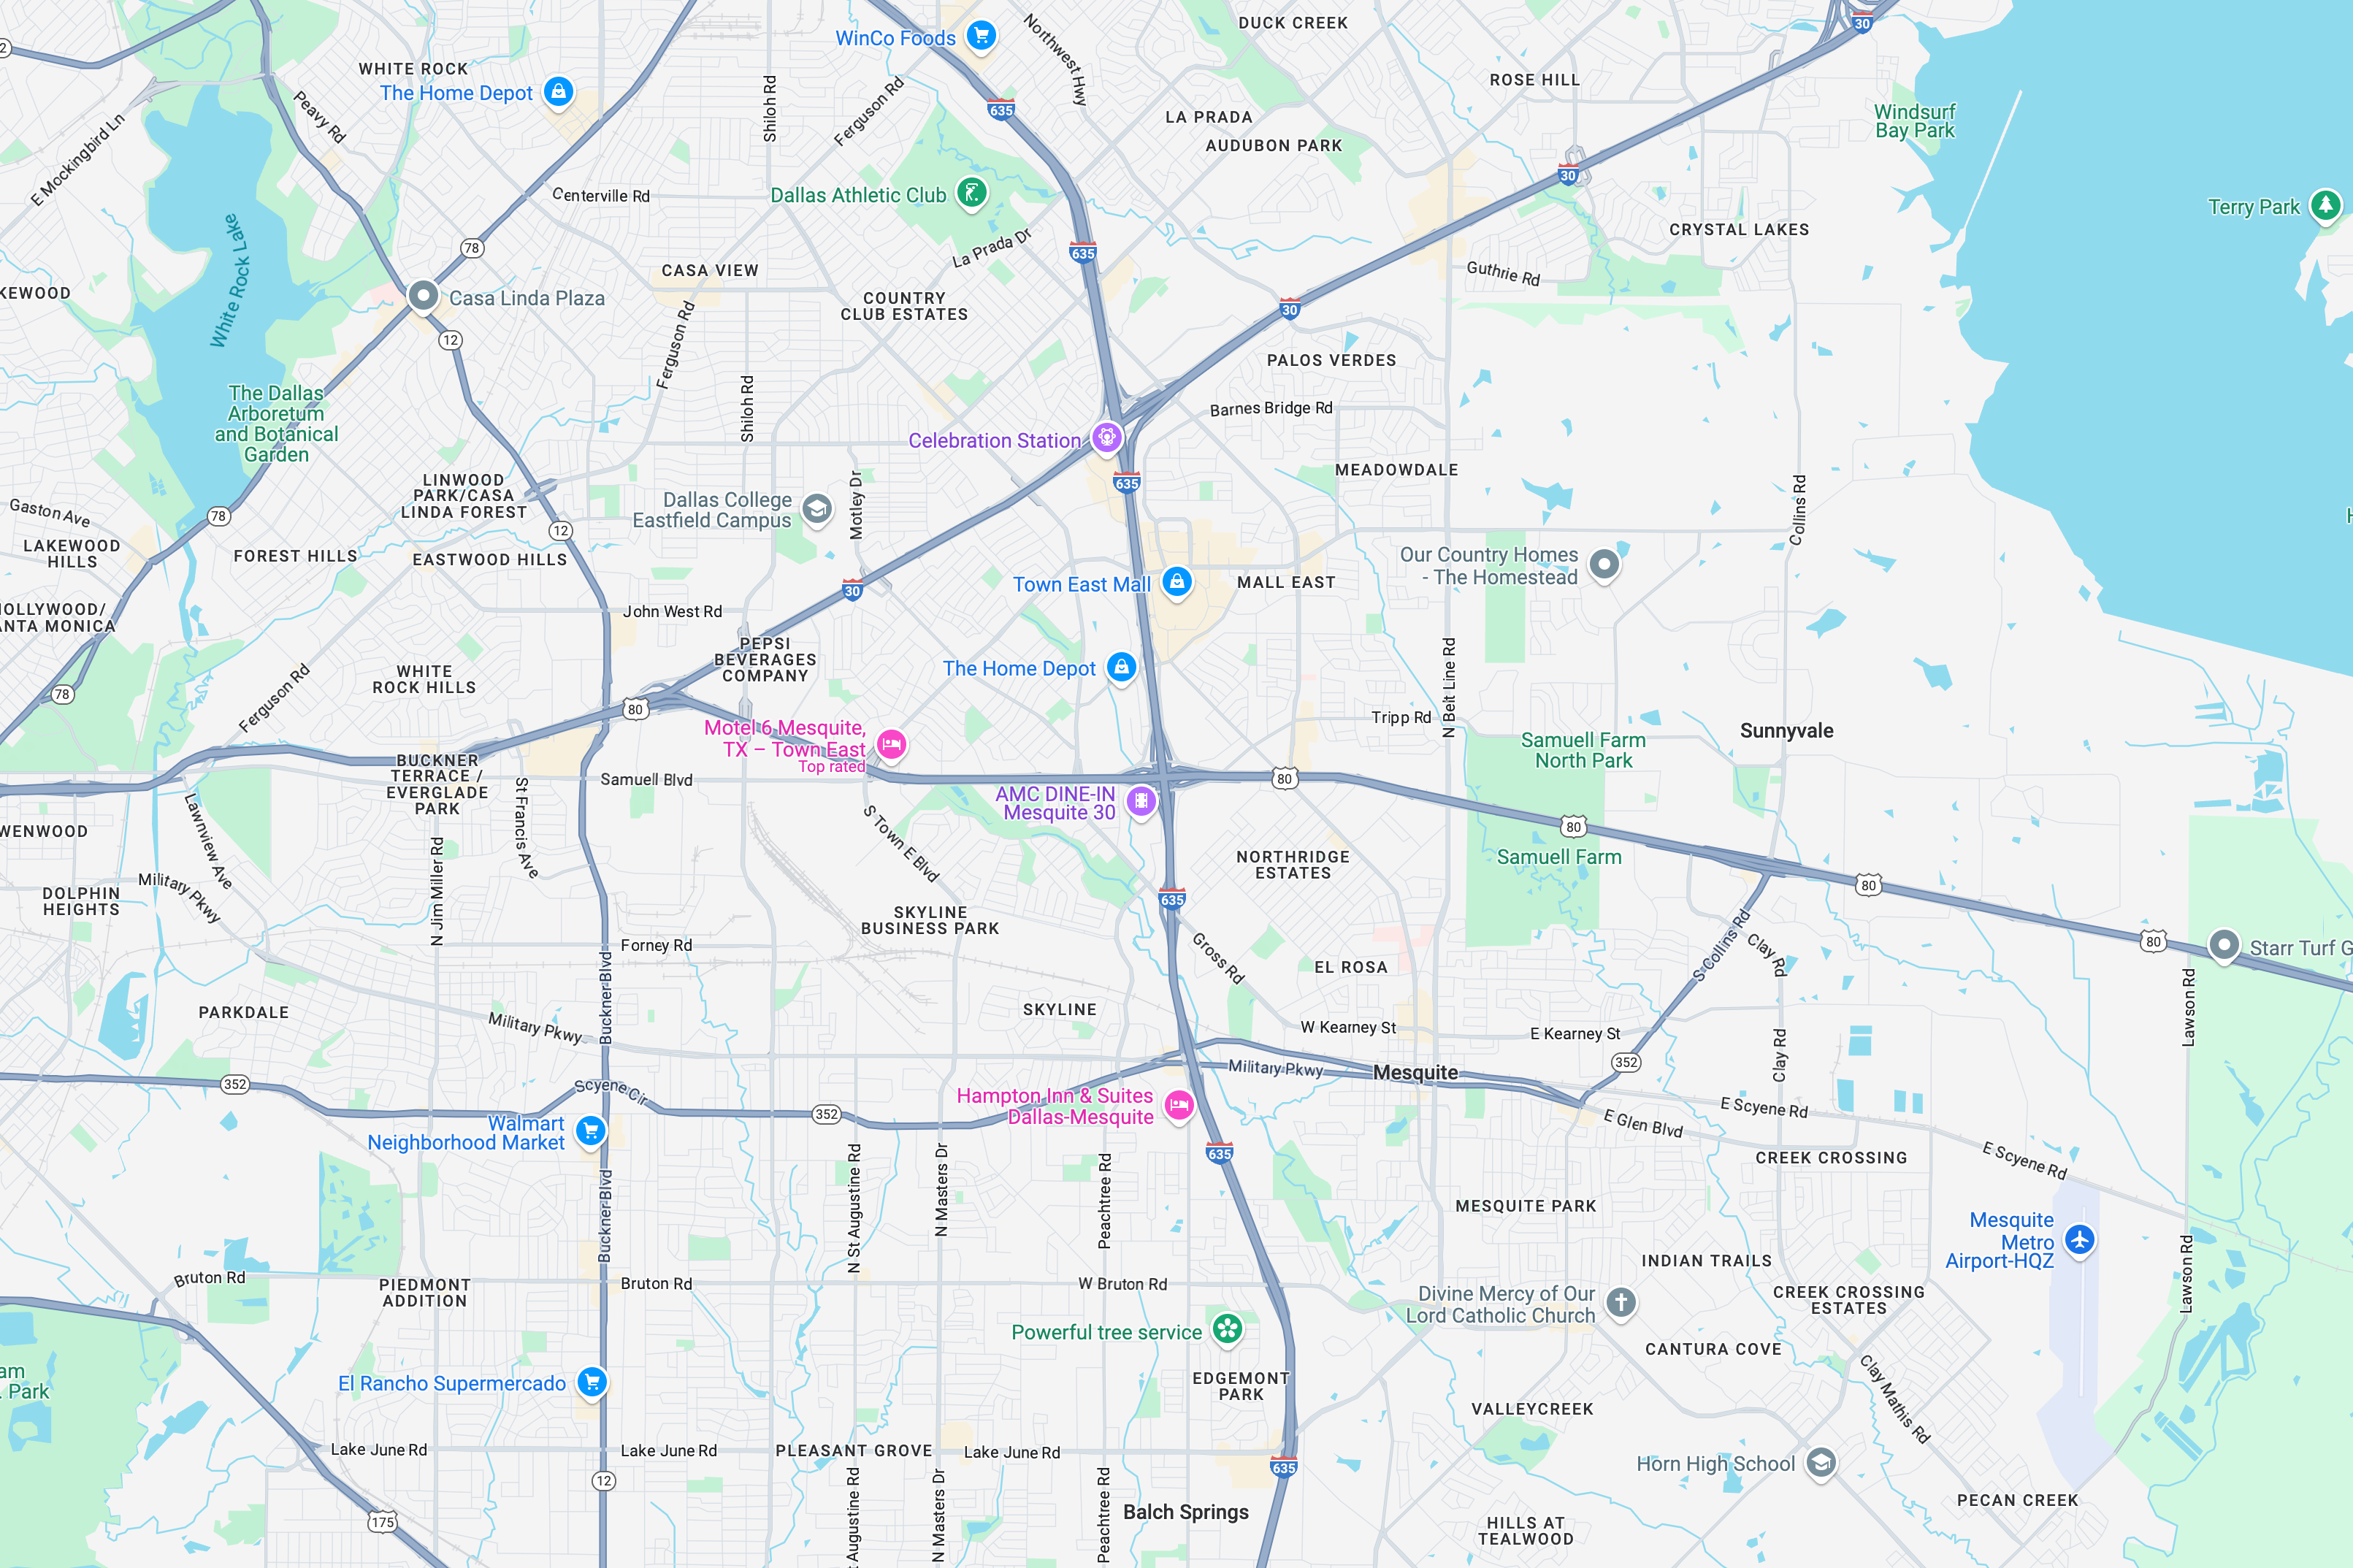 DUCK CREEK
30
2
WinCo Foods
Northwest Hwy
WHITE ROCK
The Home Depot
ROSE HILL
Peavy Rd
Shiloh Rd
Ferguson Rd
635
LA PRADA
AUDUBON PARK
Windsurf
Bay Park
E Mockingbird Ln
30
Centerville Rd
Dallas Athletic Club
Terry Park
White Rock Lake
78
La Prada Dr
635
CRYSTAL LAKES
CASA VIEW
Guthrie Rd
KEWOOD
Casa Linda Plaza
COUNTRY
CLUB ESTATES
30
12
Ferguson Rd
PALOS VERDES
The Dallas
Arboretum
and Botanical
Garden
Shiloh Rd
Barnes Bridge Rd
Celebration Station
635
MEADOWDALE
LINWOOD
PARK/CASA
LINDA FOREST
Dallas College
Eastfield Campus
Motley Dr
Collins Rd
Gaston Ave
78
12
H
LAKEWOOD
HILLS
FOREST HILLS
EASTWOOD HILLS
Our Country Homes
- The Homestead
Town East Mall
MALL EAST
30
OLLYWOOD/
ANTA MONICA
John West Rd
PEPSI
BEVERAGES
COMPANY
The Home Depot
N Belt Line Rd
WHITE
ROCK HILLS
78
Ferguson Rd
80
Tripp Rd
Sunnyvale
Motel 6 Mesquite,
TX – Town East
Top rated
Samuell Farm
North Park
BUCKNER
TERRACE /
EVERGLADE
PARK
Samuell Blvd
80
St Francis Ave
AMC DINE-IN
Mesquite 30
80
WENWOOD
Lawnview Ave
S Town E Blvd
NORTHRIDGE
ESTATES
Samuell Farm
80
DOLPHIN
HEIGHTS
Military Pkwy
N Jim Miller Rd
635
SKYLINE
BUSINESS PARK
Forney Rd
Gross Rd
S Collins Rd
Clay Rd
80
Starr Turf G
EL ROSA
Buckner Blvd
Lawson Rd
PARKDALE
SKYLINE
Military Pkwy
W Kearney St
E Kearney St
Clay Rd
352
Scyene Cir
Military Pkwy
Mesquite
352
352
Hampton Inn & Suites
Dallas-Mesquite
E Scyene Rd
E Glen Blvd
Walmart
Neighborhood Market
635
CREEK CROSSING
E Scyene Rd
Buckner Blvd
N St Augustine Rd
N Masters Dr
Peachtree Rd
MESQUITE PARK
Mesquite
Metro
Airport-HQZ
INDIAN TRAILS
Lawson Rd
Bruton Rd
PIEDMONT
ADDITION
Bruton Rd
W Bruton Rd
Divine Mercy of Our
Lord Catholic Church
CREEK CROSSING
ESTATES
Powerful tree service
CANTURA COVE
am
. Park
El Rancho Supermercado
EDGEMONT
PARK
Clay Mathis Rd
VALLEYCREEK
Lake June Rd
Lake June Rd
PLEASANT GROVE
Lake June Rd
635
Horn High School
12
t Augustine Rd
N Masters Dr
Peachtree Rd
PECAN CREEK
Balch Springs
175
HILLS AT
TEALWOOD